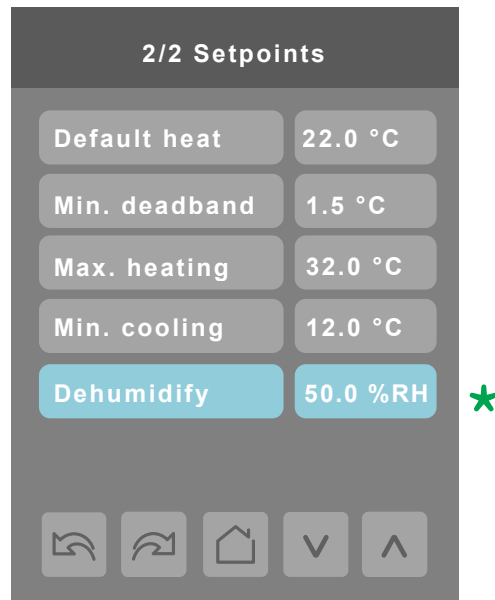 2/2 Setpoints
Default heat 22.0 °C
Min. deadband 1.5 °C
Max. heating 32.0 °C
Min. cooling 12.0 °C
Dehumidify 50.0 %RH